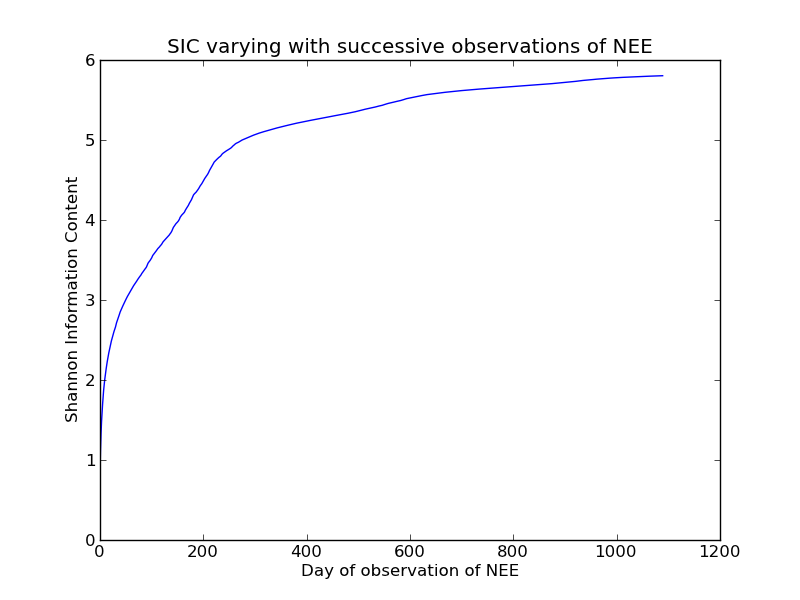 SIC varying with successive observations of NEE
6
5
4
3
2
1
0
Shannon Information Content
0 200 400 600 800 1000 1200
Day of observation of NEE